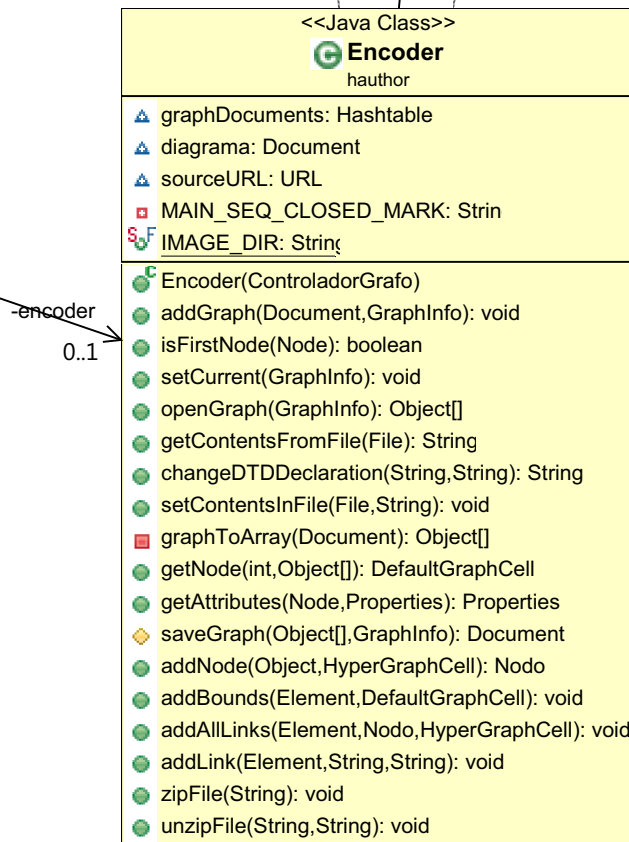 <<Java Class>>
C Encoder
hauthor
graphDocuments: Hashtable
diagrama: Document
sourceURL: URL
MAIN_SEQ_CLOSED_MARK: Strin
S F IMAGE_DIR: String
C Encoder(ControladorGrafo)
-encoder
addGraph(Document,GraphInfo): void
0..1
isFirstNode(Node): boolean
setCurrent(GraphInfo): void
openGraph(GraphInfo): Object[]
getContentsFromFile(File): String
changeDTDDeclaration(String,String): String
setContentsInFile(File,String): void
graphToArray(Document): Object[]
getNode(int,Object[]): DefaultGraphCell
getAttributes(Node,Properties): Properties
saveGraph(Object[],GraphInfo): Document
addNode(Object,HyperGraphCell): Nodo
addBounds(Element,DefaultGraphCell): void
addAllLinks(Element,Nodo,HyperGraphCell): void
addLink(Element,String,String): void
zipFile(String): void
unzipFile(String,String): void